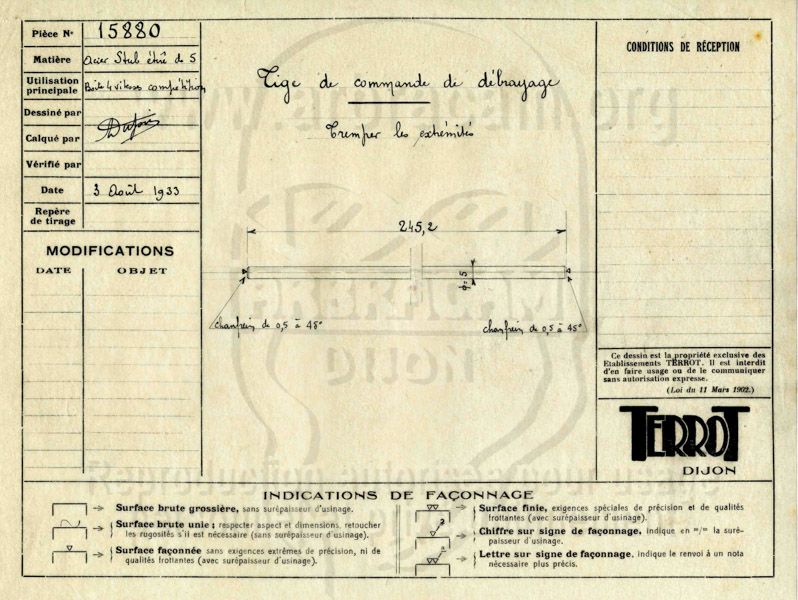 Pièce N° 15880
Matière acier Stub étiré de 5
Utilisation principale Boîte 4 vitesses compétition
Dessiné par
Calqué par
Vérifié par
Date 3 Août 1933
Repère de tirage
MODIFICATIONS
DATE OBJET
Tige de commande de débrayage
Tremper les extrémités
245,2
φ= 5
chanfrein de 0,5 à 45°
chanfrein de 0,5 à 45°
CONDITIONS DE RÉCEPTION
Ce dessin est la propriété exclusive des
Etablissements TERROT. Il est interdit
d'en faire usage ou de le communiquer
sans autorisation expresse.
(Loi du 11 Mars 1902.)
TERROT
DIJON
INDICATIONS DE FAÇONNAGE
Surface brute grossière, sans surépaisseur d'usinage.
Surface brute unie; respecter aspect et dimensions, retoucher
les rugosités s'il est nécessaire (sans surépaisseur d'usinage).
Surface façonnée sans exigences extrêmes de précision, ni de
qualités frottantes (avec surépaisseur d'usinage).
Surface finie, exigences spéciales de précision et de qualités
frottantes (avec surépaisseur d'usinage).
Chiffre sur signe de façonnage, indique en m/m la suré-
paisseur d'usinage.
Lettre sur signe de façonnage, indique le renvoi à un nota
nécessaire plus précis.
DIJON
Reproduction autorisée pour usage